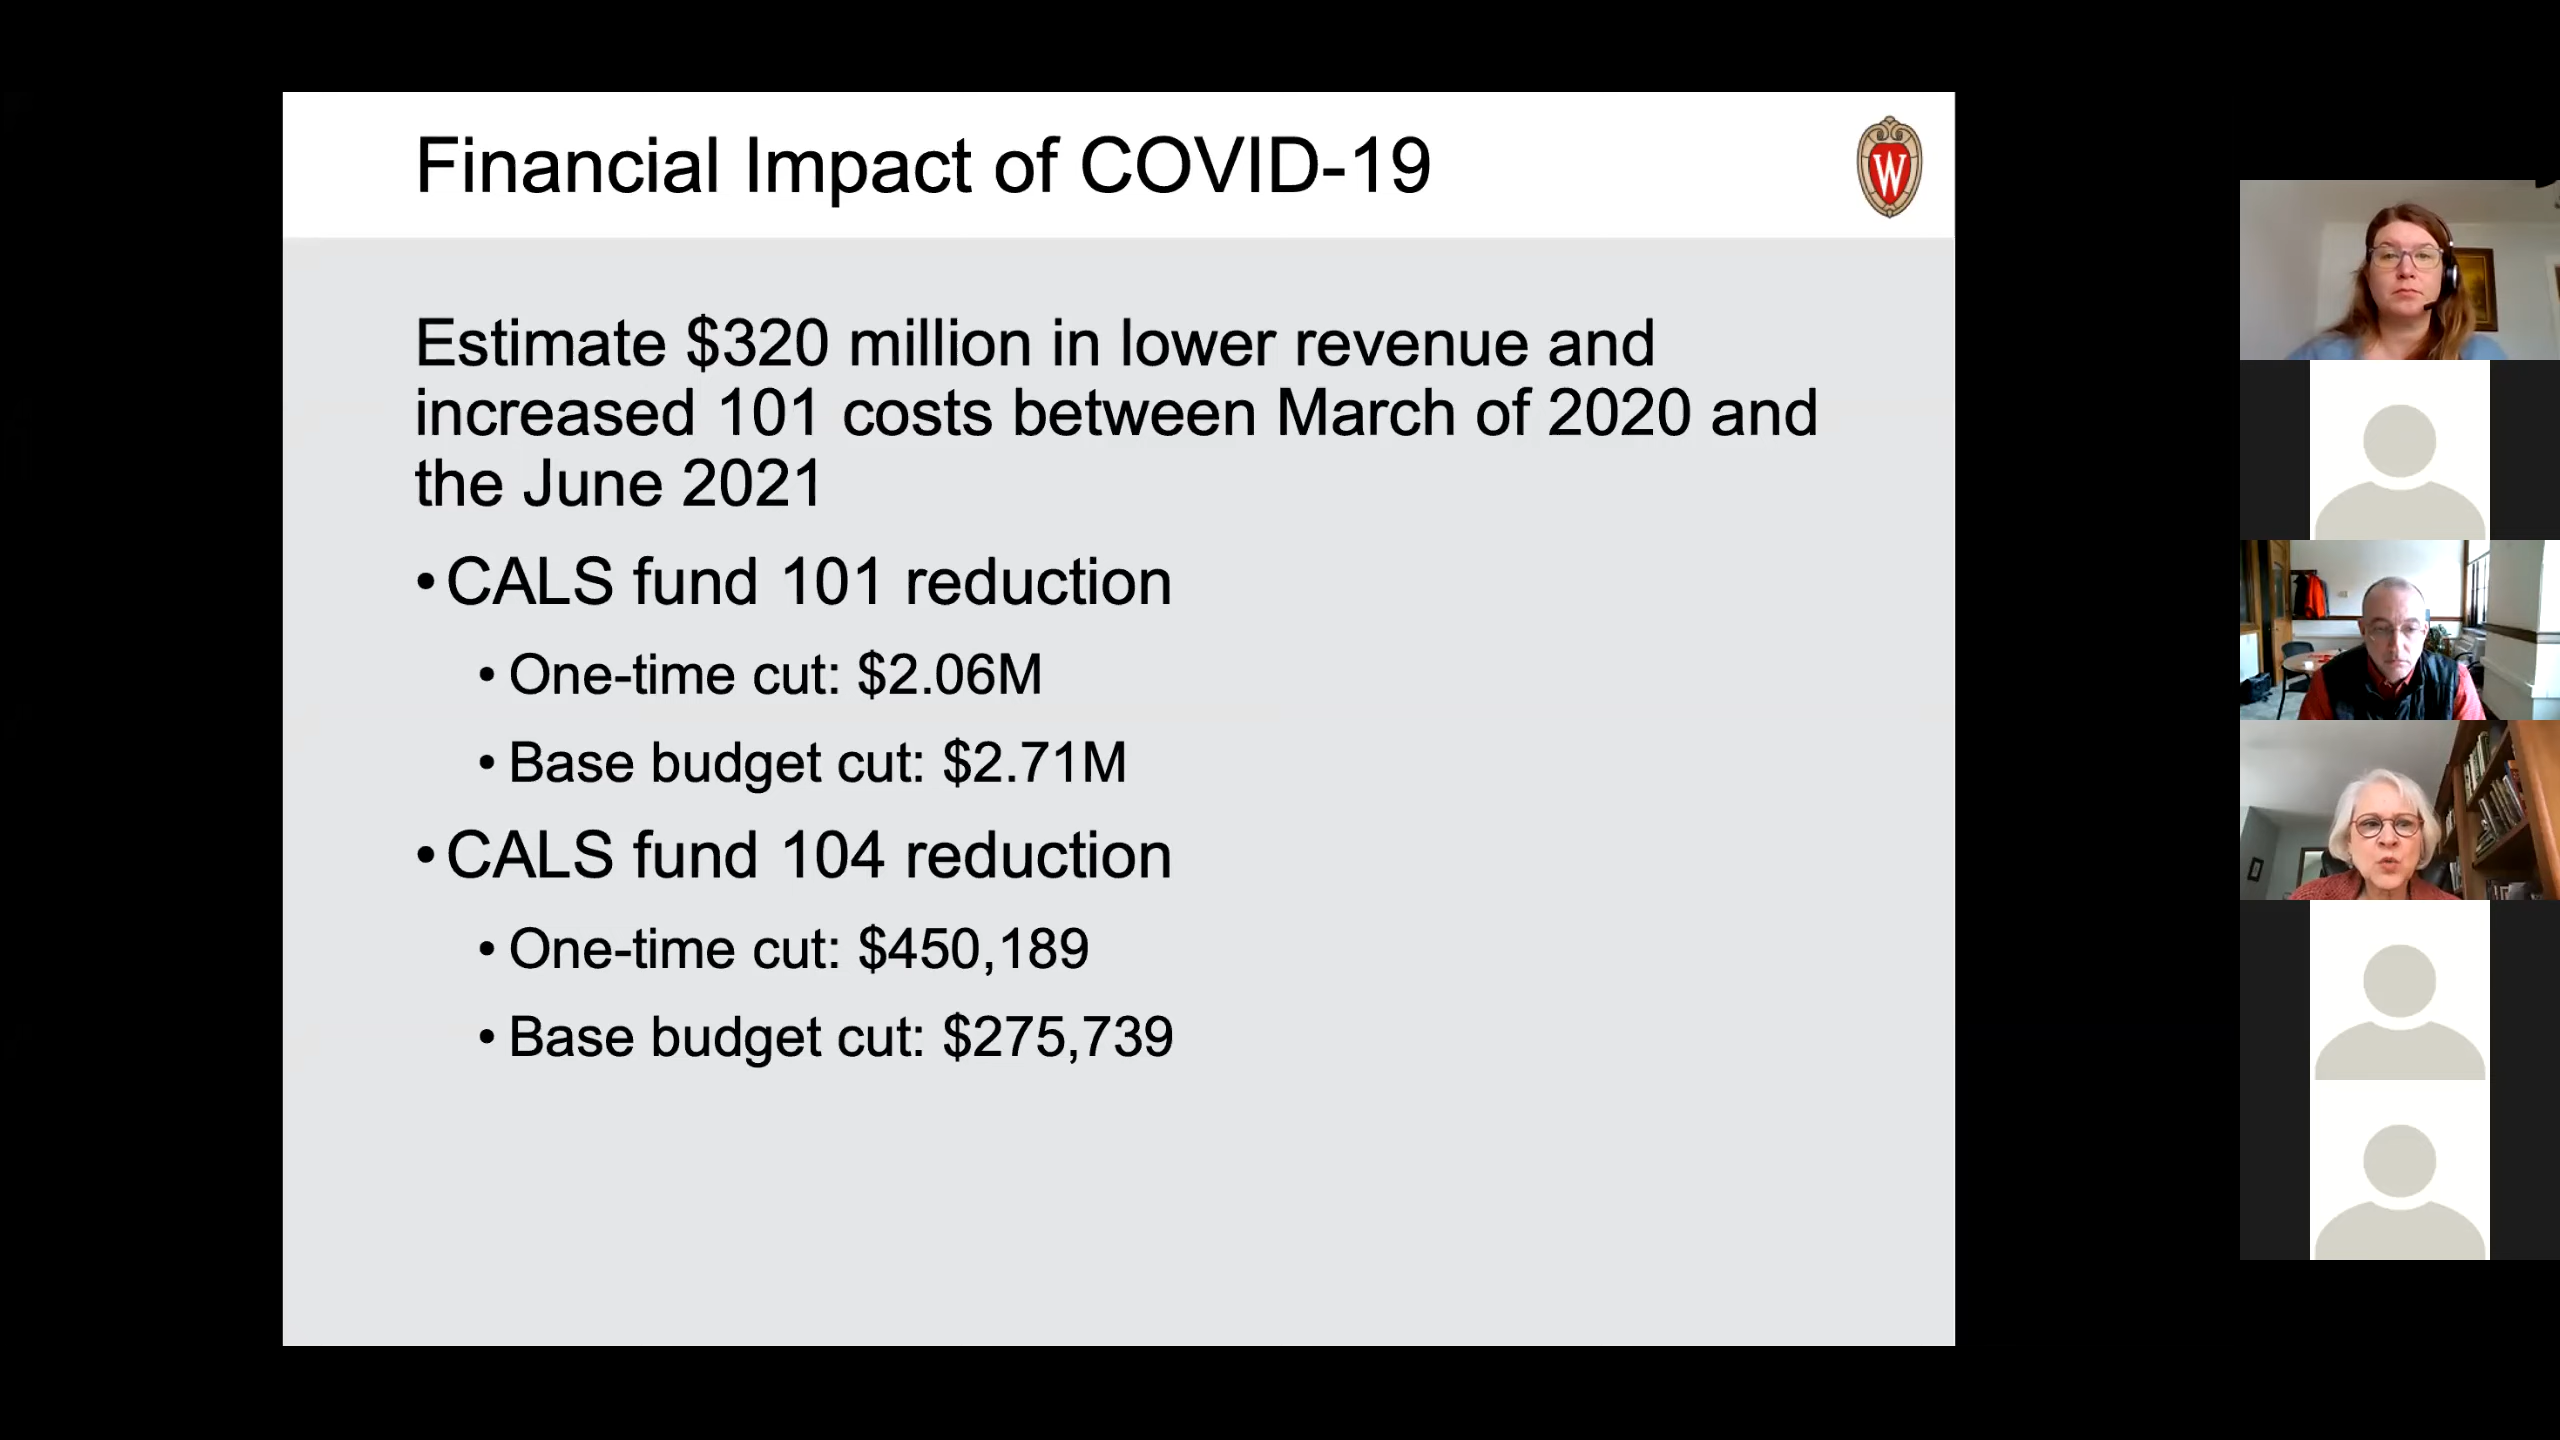 Financial Impact of COVID-19
W
Estimate $320 million in lower revenue and
increased 101 costs between March of 2020 and
the June 2021
•CALS fund 101 reduction
• One-time cut: $2.06M
• Base budget cut: $2.71M
•CALS fund 104 reduction
• One-time cut: $450,189
• Base budget cut: $275,739